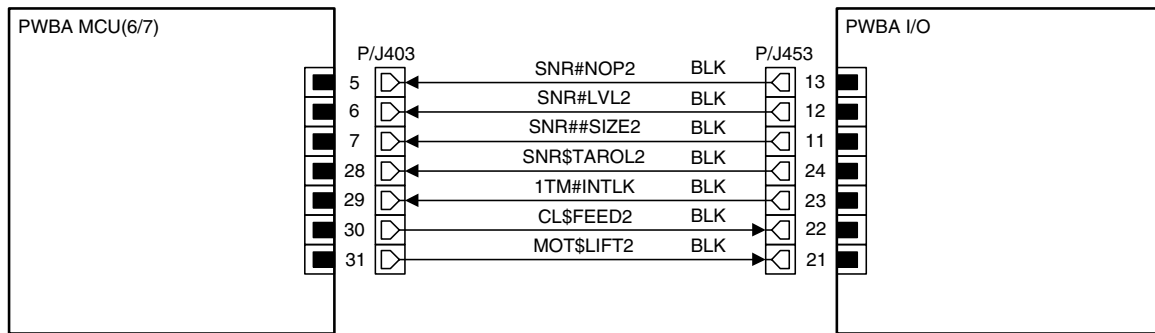 PWBA MCU(6/7)
PWBA I/O
P/J403
P/J453
5 SNR#NOP2 BLK 13
6 SNR#LVL2 BLK 12
7 SNR##SIZE2 BLK 11
28 SNR$TAROL2 BLK 24
29 1TM#INTLK BLK 23
30 CL$FEED2 BLK 22
31 MOT$LIFT2 BLK 21